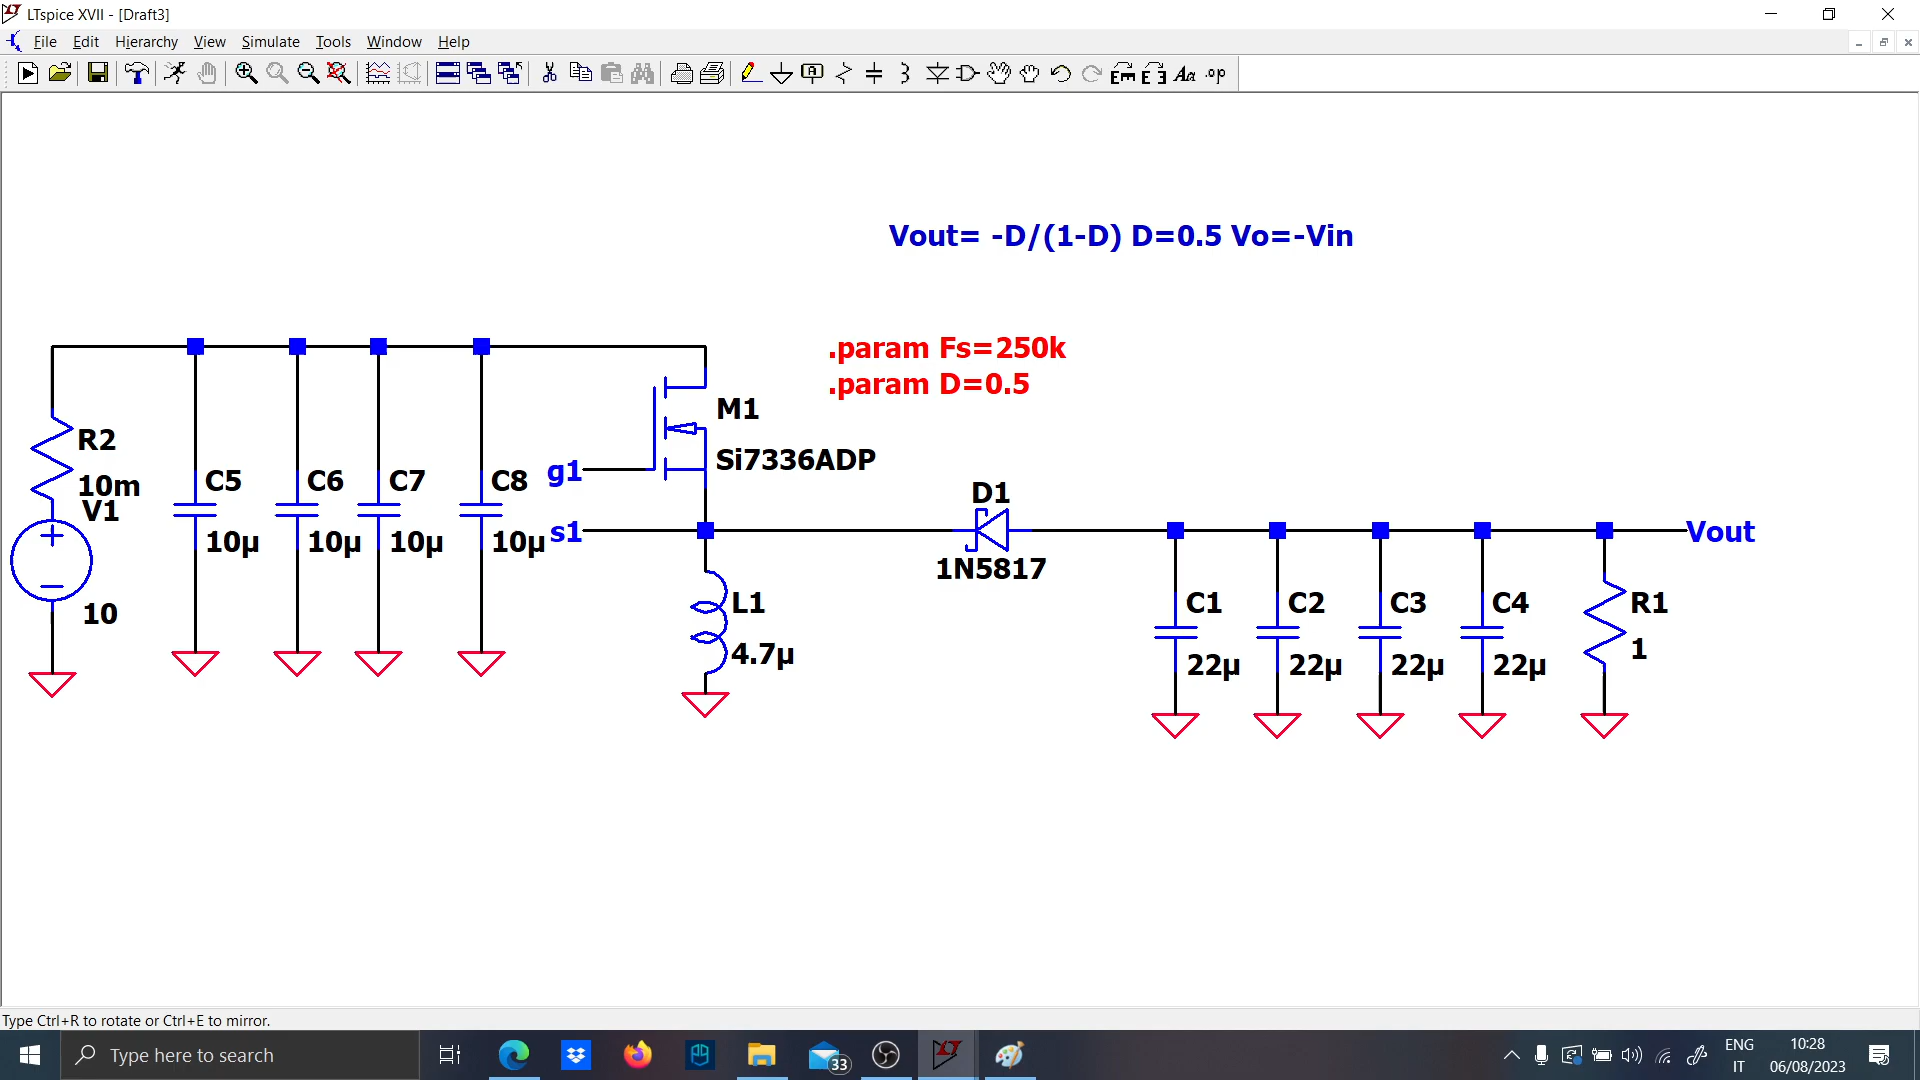 LTspice XVII - [Draft3]
File Edit Hierarchy View Simulate Tools Window Help
Vout= -D/(1-D) D=0.5 Vo=-Vin
.param Fs=250k
.param D=0.5
R2
10m
V1
10
C5
10µ
C6
10µ
C7
10µ
C8
10µ
g1
s1
M1
Si7336ADP
L1
4.7µ
D1
1N5817
C1
22µ
C2
22µ
C3
22µ
C4
22µ
R1
1
Vout
Type Ctrl+R to rotate or Ctrl+E to mirror.
Type here to search
33
ENG
IT
10:28
06/08/2023